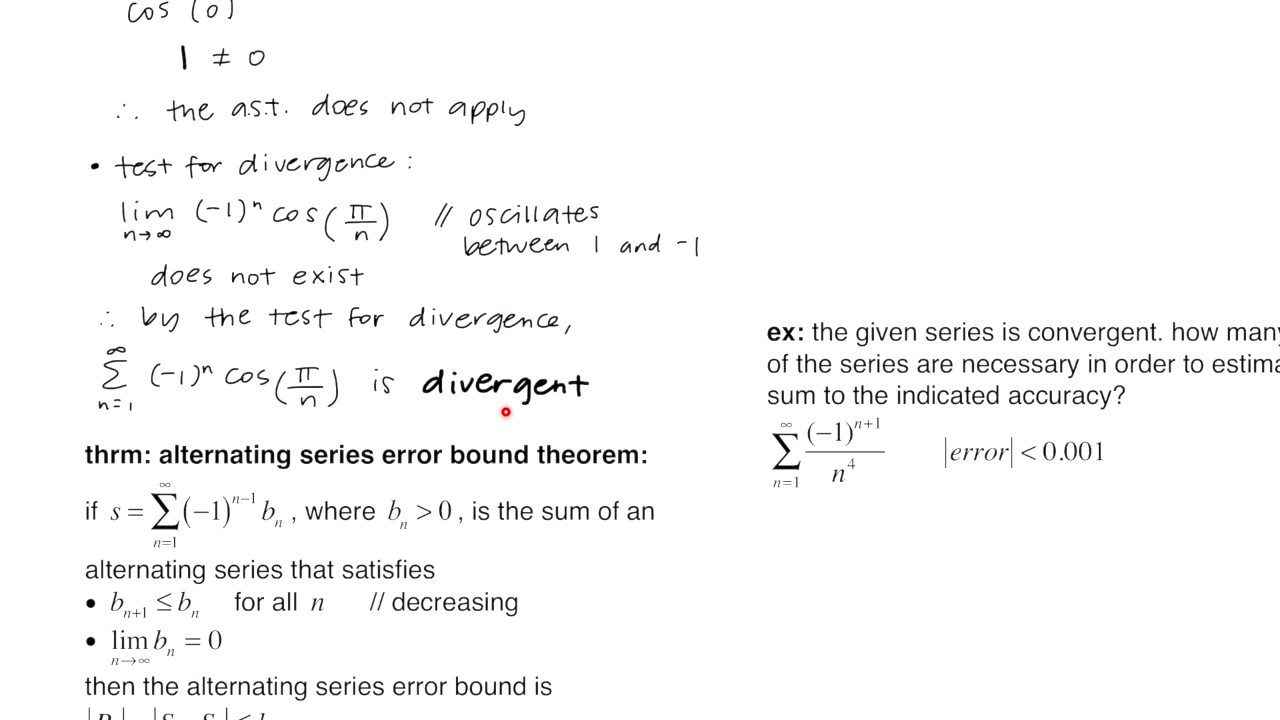 cos (0)
1 ≠ 0
∴ the a.s.t. does not apply
• test for divergence:
lim n→∞ (-1)^n cos(π/n) // oscillates
between 1 and -1
does not exist
∴ by the test for divergence,
∞ ∑ n=1 (-1)^n cos(π/n) is divergent
thrm: alternating series error bound theorem:
if s = ∞ ∑ n=1 (-1)^{n-1} b_n, where b_n > 0, is the sum of an
alternating series that satisfies
• b_{n+1} ≤ b_n for all n // decreasing
• lim n→∞ b_n = 0
then the alternating series error bound is
ex: the given series is convergent. how many
of the series are necessary in order to
sum to the indicated accuracy?
∞ ∑ n=1 (-1)^{n+1}/n^4 |error| < 0.001